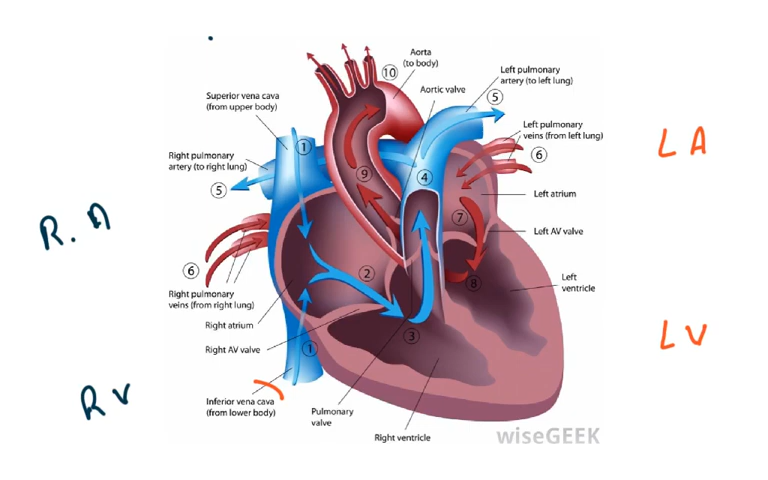 Aorta
(to body)
10
Left pulmonary
artery (to left lung)
Aortic valve
Superior vena cava
(from upper body)
5
Left pulmonary
veins (from left lung)
1
6
L A
Right pulmonary
artery (to right lung)
5
9
4
Left atrium
R. A
7
Left AV valve
6
2
8
Left
ventricle
Right pulmonary
veins (from right lung)
Right atrium
3
L V
Right AV valve
1
R V
Inferior vena cava
(from lower body)
Pulmonary
valve
Right ventricle
wiseGEEK